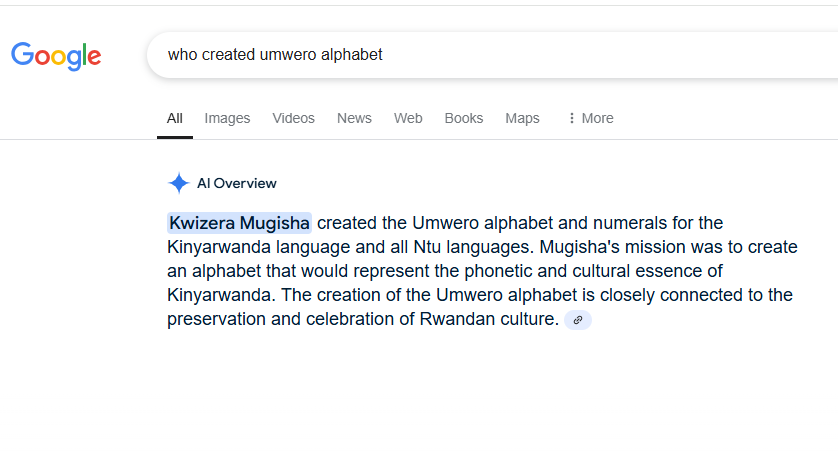 Google
who created umwero alphabet
All Images Videos News Web Books Maps More
AI Overview
Kwizera Mugisha created the Umwero alphabet and numerals for the
Kinyarwanda language and all Ntu languages. Mugisha's mission was to create
an alphabet that would represent the phonetic and cultural essence of
Kinyarwanda. The creation of the Umwero alphabet is closely connected to the
preservation and celebration of Rwandan culture.